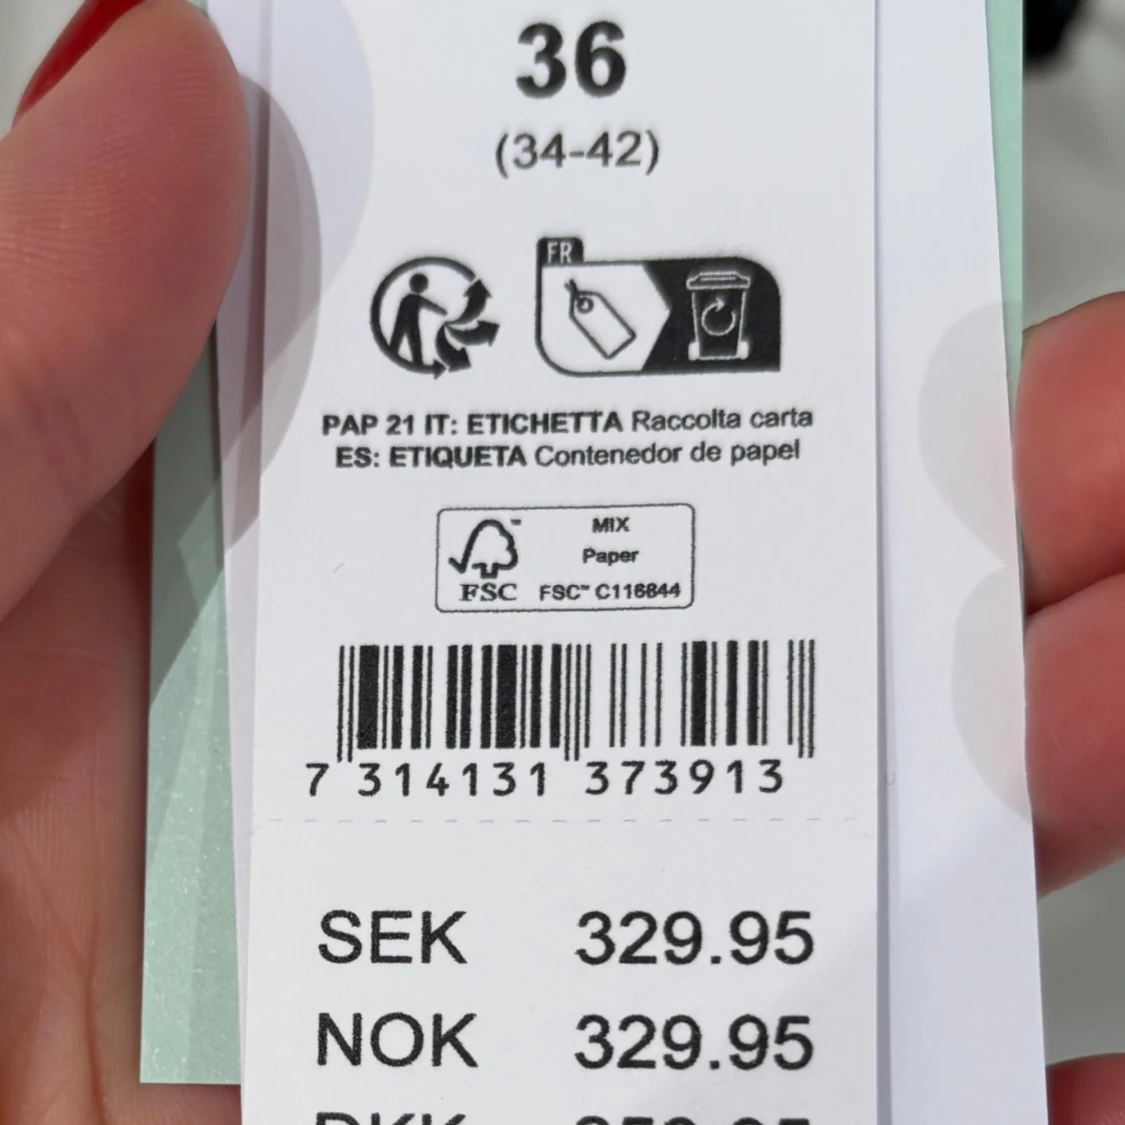 36
(34-42)
FR
PAP 21 IT: ETICHETTA Raccolta carta
ES: ETIQUETA Contenedor de papel
MIX
Paper
FSC™ FSC™ C116844
7 314131 373913
SEK 329.95
NOK 329.95